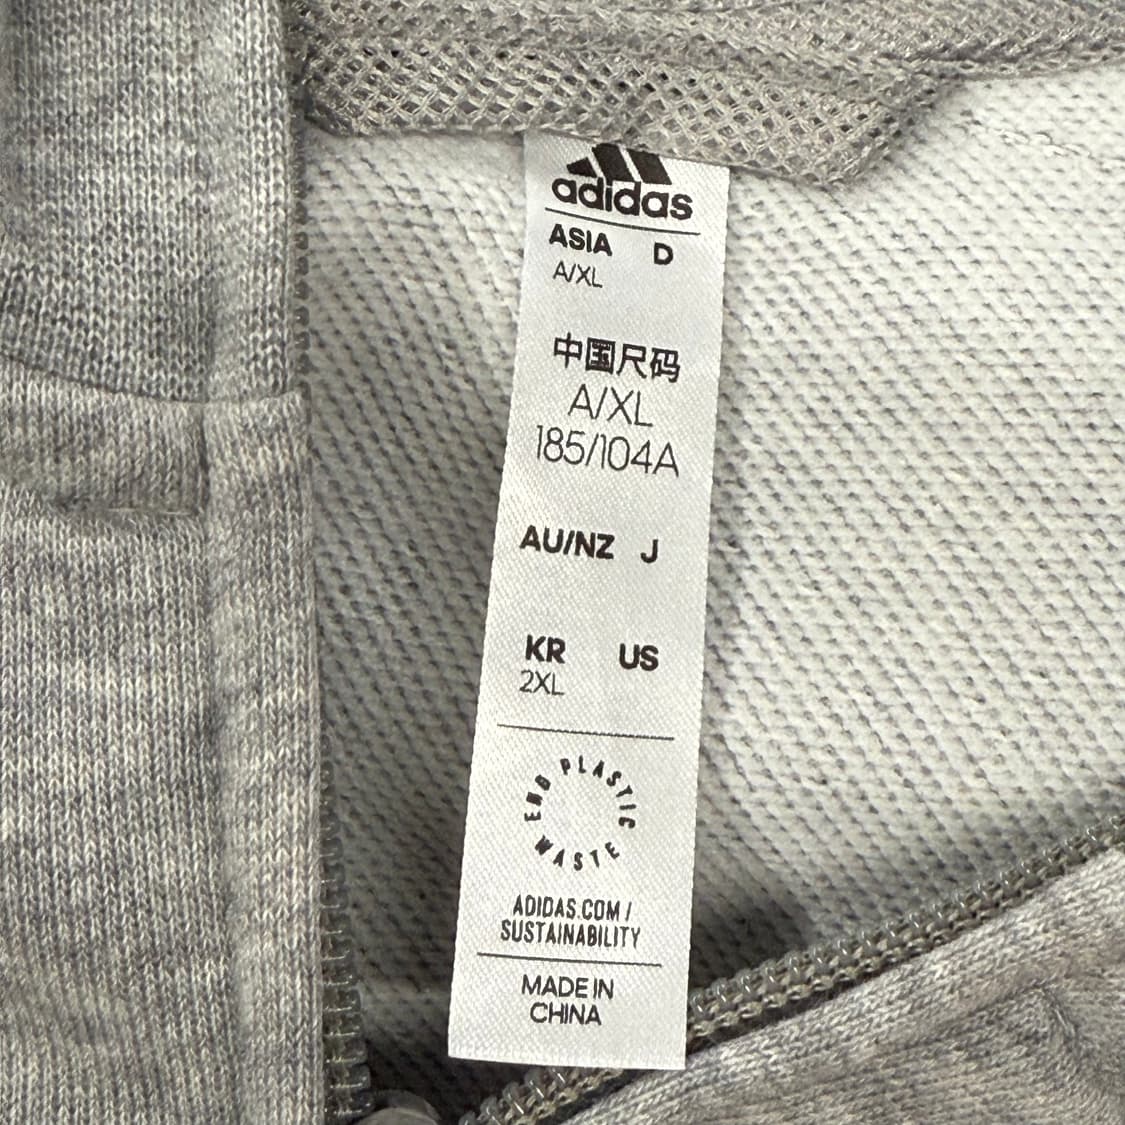 adidas
ASIA D
A/XL
中国尺码
A/XL
185/104A
AU/NZ J
KR US
2XL
END PLASTIC WASTE
ADIDAS.COM/
SUSTAINABILITY
MADE IN
CHINA